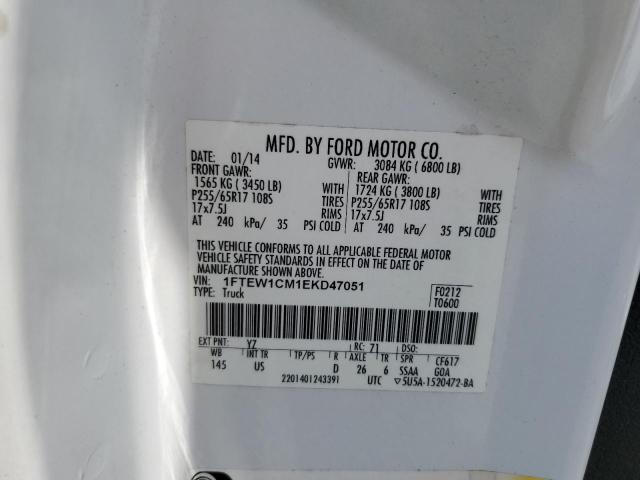 MFD. BY FORD MOTOR CO.
DATE: 01/14 GVWR: 3084 KG ( 6800 LB)
FRONT GAWR: REAR GAWR:
1565 KG ( 3450 LB) WITH 1724 KG ( 3800 LB) WITH
P255/65R17 108S TIRES P255/65R17 108S TIRES
17x7.5J RIMS 17x7.5J RIMS
AT 240 kPa/ 35 PSI COLD AT 240 kPa/ 35 PSI COLD
THIS VEHICLE CONFORMS TO ALL APPLICABLE FEDERAL MOTOR
VEHICLE SAFETY STANDARDS IN EFFECT ON THE DATE OF
MANUFACTURE SHOWN ABOVE.
VIN: 1FTEW1CM1EKD47051 F0212
TYPE: Truck T0600
EXT PNT: YZ RC: 71 DSO:
WB INT TR TP/PS R AXLE TR SPR CF617
145 US D 26 6 SSAA GOA
2201401243391 UTC ▽5U5A-1520472-BA